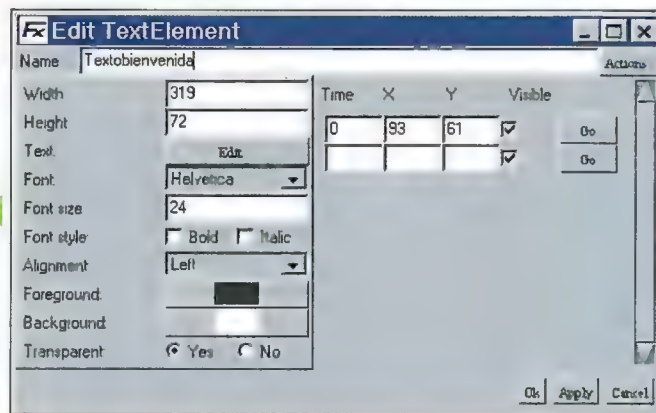 Fx Edit TextElement
Name Textobienvenida Actions
Width 319
Height 72
Text: Edit
Font: Helvetica
Font size 24
Font style: Bold Italic
Alignment Left
Foreground:
Background:
Transparent: Yes No
Time X Y Visible
0 93 61 Go
Go
Ok Apply Cancel